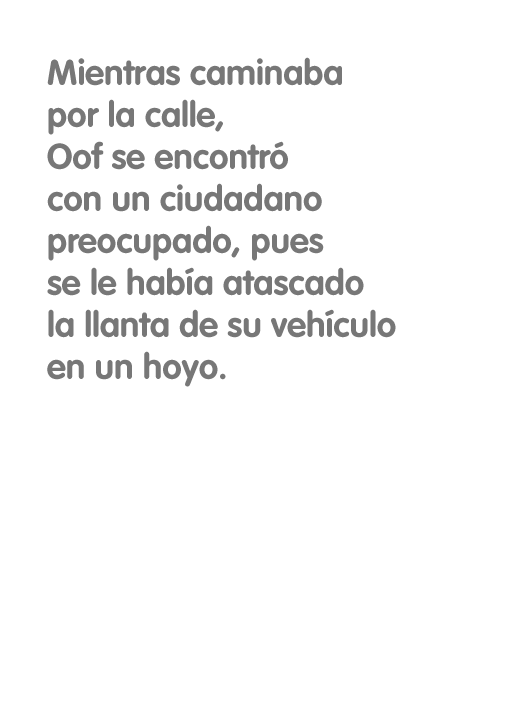 Mientras caminaba
por la calle,
Oof se encontró
con un ciudadano
preocupado, pues
se le había atascado
la llanta de su vehículo
en un hoyo.